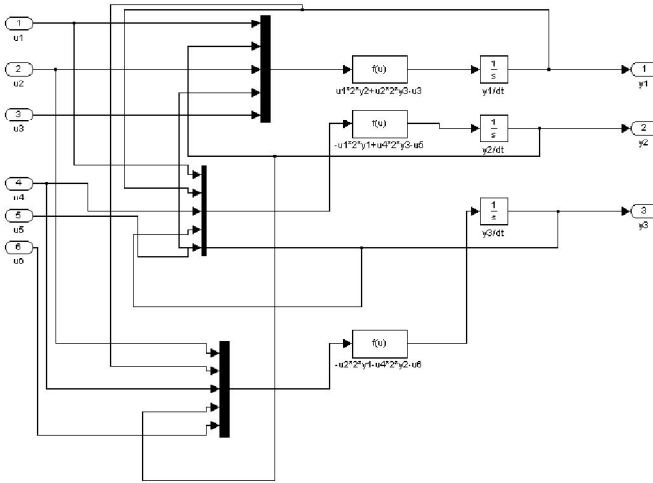 1
u1
2
u2
3
u3
4
u4
5
u5
6
u6
f(u)
u1*2*y2+u2*2*y3-u3
1
s
y1/dt
1
y1
f(u)
-u1*2*y1+u4*2*y3-u5
1
s
y2/dt
2
y2
1
s
y3/dt
3
y3
f(u)
-u2*2*y1-u4*2*y2-u6